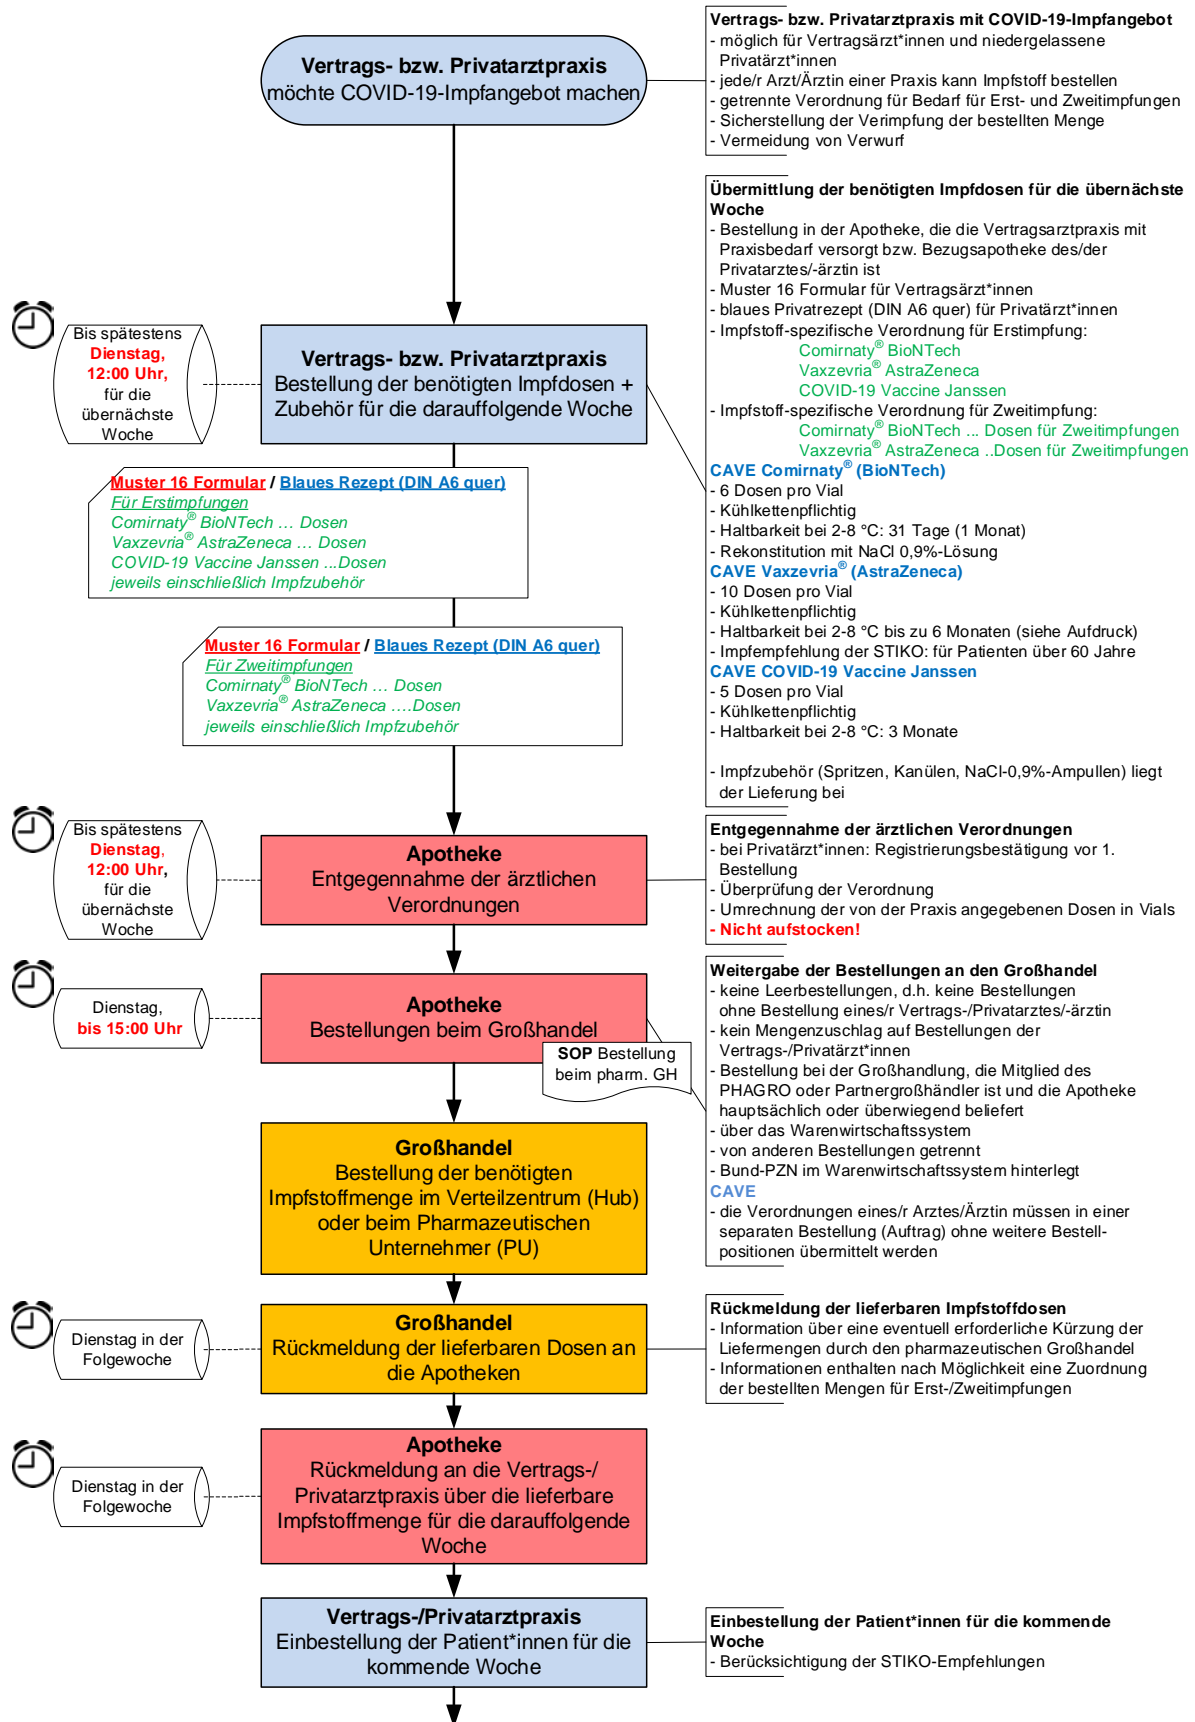 Vertrags- bzw. Privatarztpraxis
möchte COVID-19-Impfangebot machen
Vertrags- bzw. Privatarztpraxis mit COVID-19-Impfangebot
- möglich für Vertragsärzt*innen und niedergelassene
Privatärzt*innen
- jede/r Arzt/Ärztin einer Praxis kann Impfstoff bestellen
- getrennte Verordnung für Bedarf für Erst- und Zweitimpfungen
- Sicherstellung der Verimpfung der bestellten Menge
- Vermeidung von Verwurf
Bis spätestens
Dienstag,
12:00 Uhr,
für die
übernächste
Woche
Vertrags- bzw. Privatarztpraxis
Bestellung der benötigten Impfdosen +
Zubehör für die darauffolgende Woche
Übermittlung der benötigten Impfdosen für die übernächste
Woche
- Bestellung in der Apotheke, die die Vertragsarztpraxis mit
Praxisbedarf versorgt bzw. Bezugsapotheke des/der
Privatarztes/-ärztin ist
- Muster 16 Formular für Vertragsärzt*innen
- blaues Privatrezept (DIN A6 quer) für Privatärzt*innen
- Impfstoff-spezifische Verordnung für Erstimpfung:
Comirnaty® BioNTech
Vaxzevria® AstraZeneca
COVID-19 Vaccine Janssen
- Impfstoff-spezifische Verordnung für Zweitimpfung:
Comirnaty® BioNTech ... Dosen für Zweitimpfungen
Vaxzevria® AstraZeneca ..Dosen für Zweitimpfungen
CAVE Comirnaty® (BioNTech)
- 6 Dosen pro Vial
- Kühlkettenpflichtig
- Haltbarkeit bei 2-8 °C: 31 Tage (1 Monat)
- Rekonstitution mit NaCl 0,9%-Lösung
CAVE Vaxzevria® (AstraZeneca)
- 10 Dosen pro Vial
- Kühlkettenpflichtig
- Haltbarkeit bei 2-8 °C bis zu 6 Monaten (siehe Aufdruck)
- Impfempfehlung der STIKO: für Patienten über 60 Jahre
CAVE COVID-19 Vaccine Janssen
- 5 Dosen pro Vial
- Kühlkettenpflichtig
- Haltbarkeit bei 2-8 °C: 3 Monate
- Impfzubehör (Spritzen, Kanülen, NaCl-0,9%-Ampullen) liegt
der Lieferung bei
Muster 16 Formular / Blaues Rezept (DIN A6 quer)
Für Erstimpfungen
Comirnaty® BioNTech … Dosen
Vaxzevria® AstraZeneca … Dosen
COVID-19 Vaccine Janssen ...Dosen
jeweils einschließlich Impfzubehör
Muster 16 Formular / Blaues Rezept (DIN A6 quer)
Für Zweitimpfungen
Comirnaty® BioNTech … Dosen
Vaxzevria® AstraZeneca ….Dosen
jeweils einschließlich Impfzubehör
Bis spätestens
Dienstag,
12:00 Uhr,
für die
übernächste
Woche
Apotheke
Entgegennahme der ärztlichen
Verordnungen
Entgegennahme der ärztlichen Verordnungen
- bei Privatärzt*innen: Registrierungsbestätigung vor 1.
Bestellung
- Überprüfung der Verordnung
- Umrechnung der von der Praxis angegebenen Dosen in Vials
- Nicht aufstocken!
Dienstag,
bis 15:00 Uhr
Apotheke
Bestellungen beim Großhandel
SOP Bestellung
beim pharm. GH
Weitergabe der Bestellungen an den Großhandel
- keine Leerbestellungen, d.h. keine Bestellungen
ohne Bestellung eines/r Vertrags-/Privatarztes/-ärztin
- kein Mengenzuschlag auf Bestellungen der
Vertrags-/Privatärzt*innen
- Bestellung bei der Großhandlung, die Mitglied des
PHAGRO oder Partnergroßhändler ist und die Apotheke
hauptsächlich oder überwiegend beliefert
- über das Warenwirtschaftssystem
- von anderen Bestellungen getrennt
- Bund-PZN im Warenwirtschaftssystem hinterlegt
CAVE
- die Verordnungen eines/r Arztes/Ärztin müssen in einer
separaten Bestellung (Auftrag) ohne weitere Bestell-
positionen übermittelt werden
Großhandel
Bestellung der benötigten
Impfstoffmenge im Verteilzentrum (Hub)
oder beim Pharmazeutischen
Unternehmer (PU)
Dienstag in der
Folgewoche
Großhandel
Rückmeldung der lieferbaren Dosen an
die Apotheken
Rückmeldung der lieferbaren Impfstoffdosen
- Information über eine eventuell erforderliche Kürzung der
Liefermengen durch den pharmazeutischen Großhandel
- Informationen enthalten nach Möglichkeit eine Zuordnung
der bestellten Mengen für Erst-/Zweitimpfungen
Dienstag in der
Folgewoche
Apotheke
Rückmeldung an die Vertrags-/
Privatarztpraxis über die lieferbare
Impfstoffmenge für die darauffolgende
Woche
Vertrags-/Privatarztpraxis
Einbestellung der Patient*innen für die
kommende Woche
Einbestellung der Patient*innen für die kommende
Woche
- Berücksichtigung der STIKO-Empfehlungen